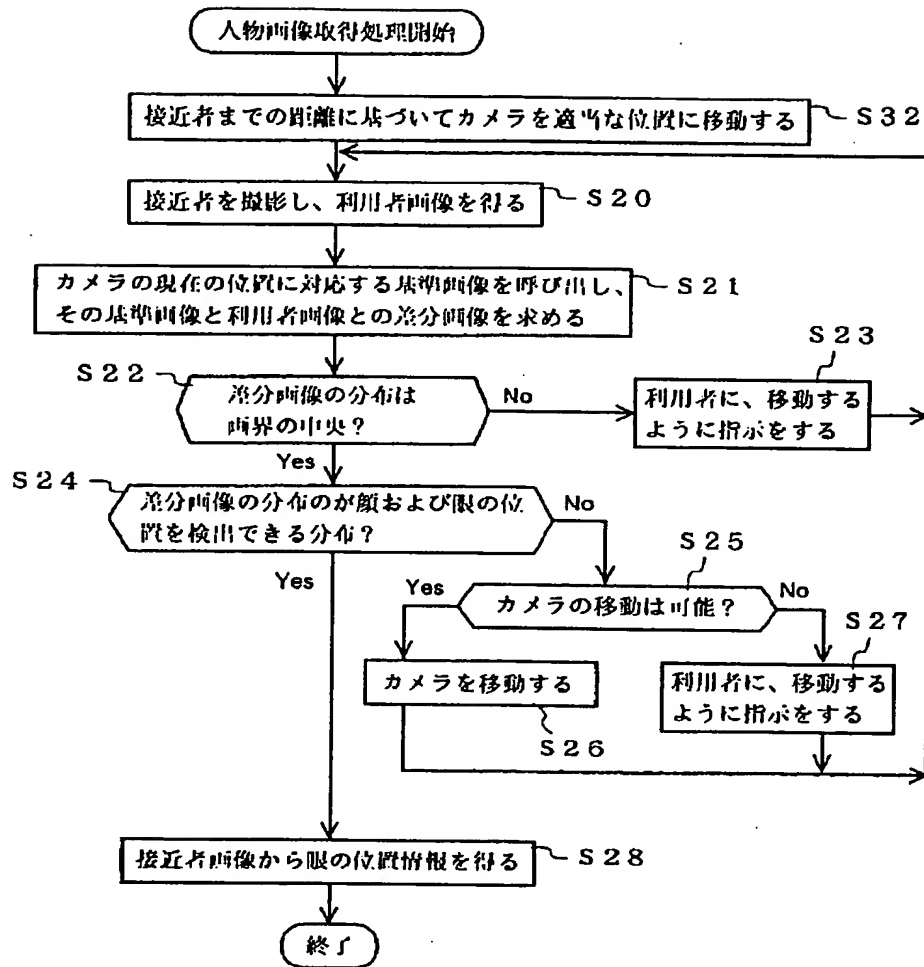 人物画像取得処理開始
接近者までの距離に基づいてカメラを適当な位置に移動する
S32
接近者を撮影し、利用者画像を得る
S20
カメラの現在の位置に対応する基準画像を呼び出し、
その基準画像と利用者画像との差分画像を求める
S21
S22
差分画像の分布は
画界の中央?
No
Yes
S23
利用者に、移動する
ように指示をする
S24
差分画像の分布のが顔および眼の位
置を検出できる分布?
No
Yes
S25
カメラの移動は可能?
Yes
No
カメラを移動する
S26
S27
利用者に、移動する
ように指示をする
接近者画像から眼の位置情報を得る
S28
終了